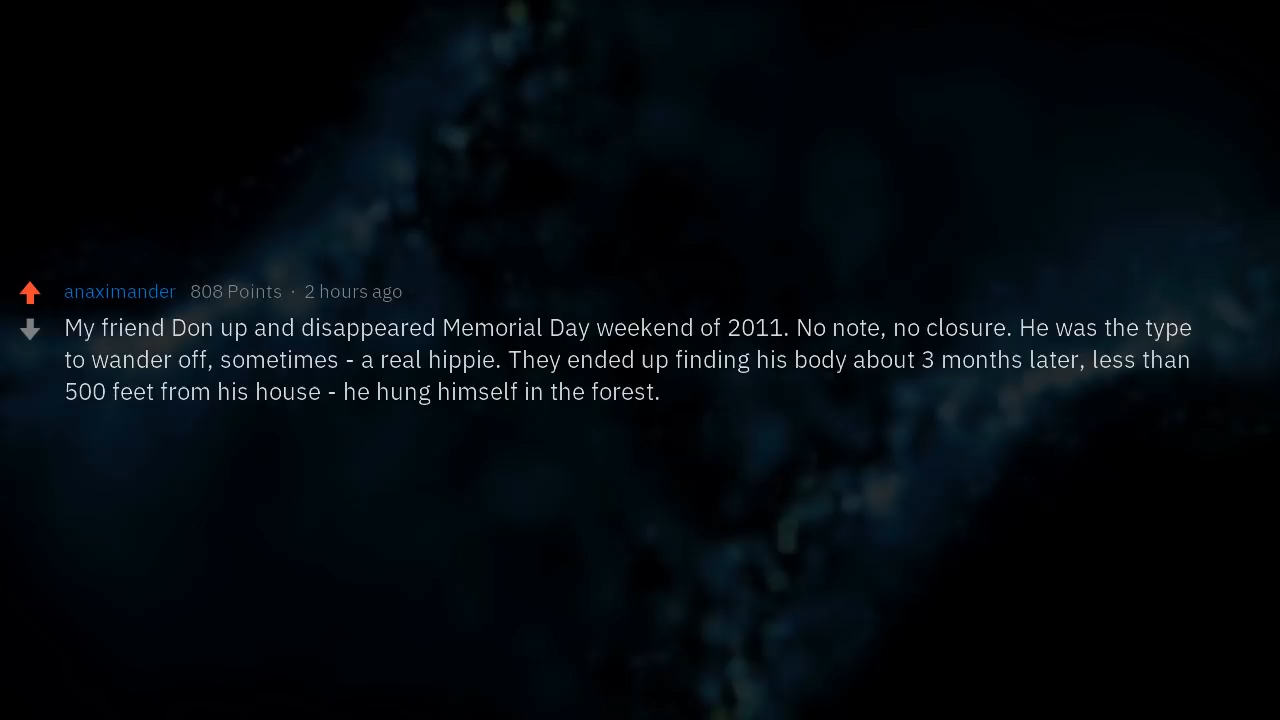 anaximander 808 Points · 2 hours ago
My friend Don up and disappeared Memorial Day weekend of 2011. No note, no closure. He was the type
to wander off, sometimes - a real hippie. They ended up finding his body about 3 months later, less than
500 feet from his house - he hung himself in the forest.